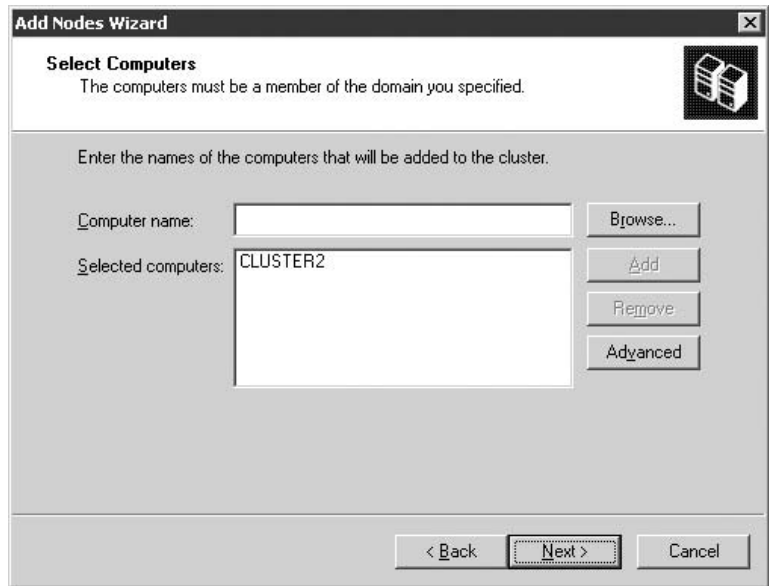 Add Nodes Wizard
Select Computers
The computers must be a member of the domain you specified.
Enter the names of the computers that will be added to the cluster.
Computer name:
Browse...
Selected computers:
CLUSTER2
Add
Remove
Advanced
< Back
Next >
Cancel